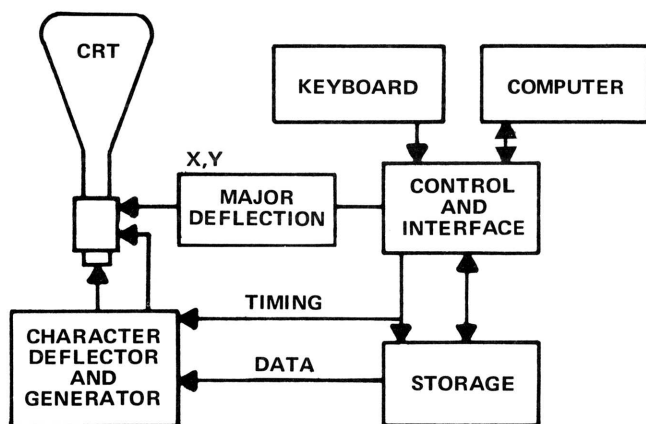 CRT
KEYBOARD
COMPUTER
X,Y
MAJOR
DEFLECTION
CONTROL
AND
INTERFACE
TIMING
CHARACTER
DEFLECTOR
AND
GENERATOR
DATA
STORAGE